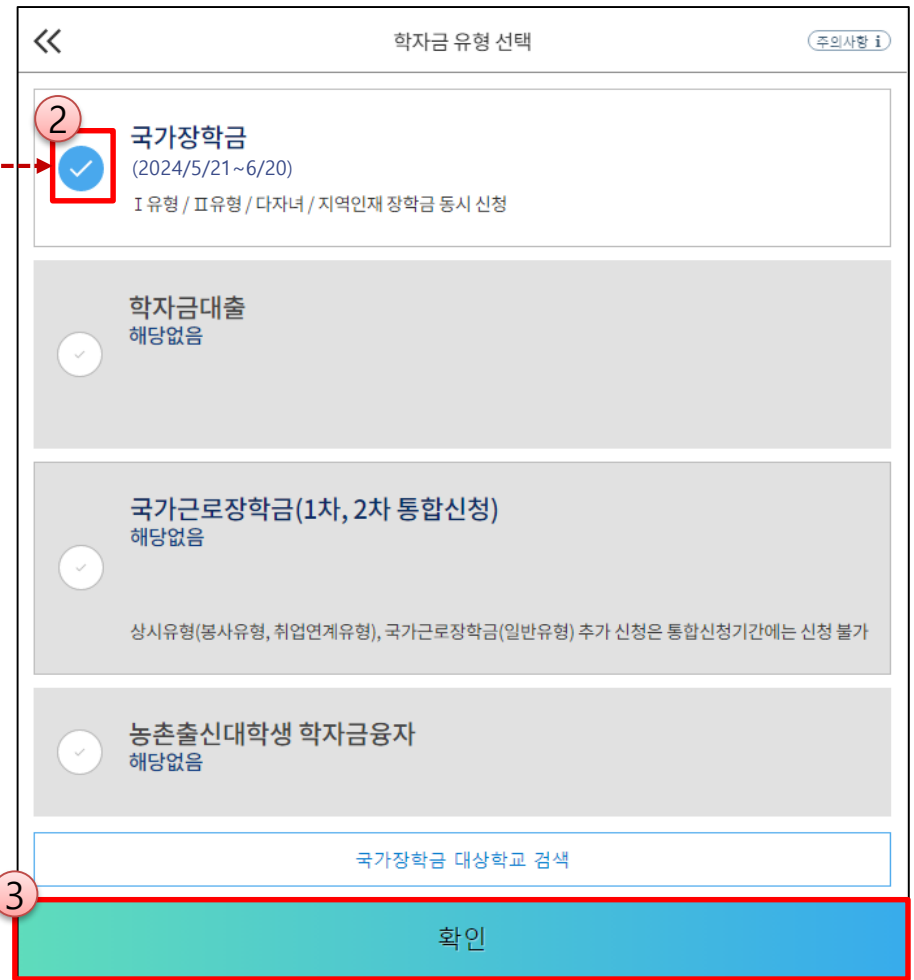 학자금 유형 선택
주의사항 i
2
국가장학금
(2024/5/21~6/20)
Ⅰ유형 / Ⅱ유형 / 다자녀 / 지역인재 장학금 동시 신청
학자금대출
해당없음
국가근로장학금(1차, 2차 통합신청)
해당없음
상시유형(봉사유형, 취업연계유형), 국가근로장학금(일반유형) 추가 신청은 통합신청기간에는 신청 불가
농촌출신대학생 학자금융자
해당없음
국가장학금 대상학교 검색
3
확인